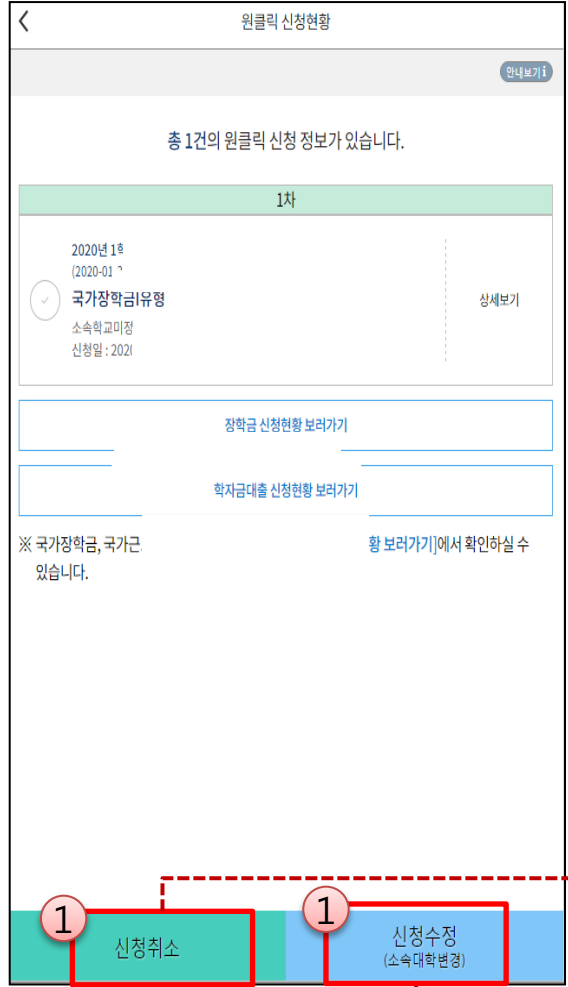 원클릭 신청현황
안내보기 i
총 1건의 원클릭 신청 정보가 있습니다.
1차
2020년 1
(2020-01
국가장학금I유형
소속학교미정
신청일 : 202
상세보기
장학금 신청현황 보러가기
학자금대출 신청현황 보러가기
※ 국가장학금, 국가근 황 보러가기]에서 확인하실 수
있습니다.
1
1
신청취소
신청수정
(소속대학변경)